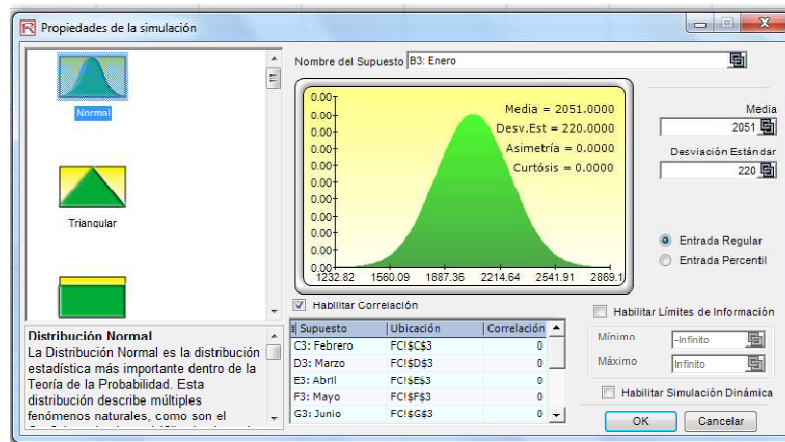 Propiedades de la simulación
Normal
Triangular
Distribución Normal
La Distribución Normal es la distribución
estadística más importante dentro de la
Teoría de la Probabilidad. Esta
distribución describe múltiples
fenómenos naturales, como son el
Nombre del Supuesto B3: Enero
0.00
0.00
0.00
0.00
0.00
0.00
0.00
0.00
0.00
0.00
Media = 2051.0000
Desv.Est = 220.0000
Asimetría = 0.0000
Curtósis = 0.0000
1232.82 1560.09 1887.36 2214.64 2541.91 2869.1
Habilitar Correlación
Supuesto Ubicación Correlación
C3: Febrero FC!$C$3 0
D3: Marzo FC!$D$3 0
E3: Abril FC!$E$3 0
F3: Mayo FC!$F$3 0
G3: Junio FC!$G$3 0
Media
2051
Desviación Estándar
220
Entrada Regular
Entrada Percentil
Habilitar Límites de Información
Mínimo -Infinito
Máximo Infinito
Habilitar Simulación Dinámica
OK Cancelar